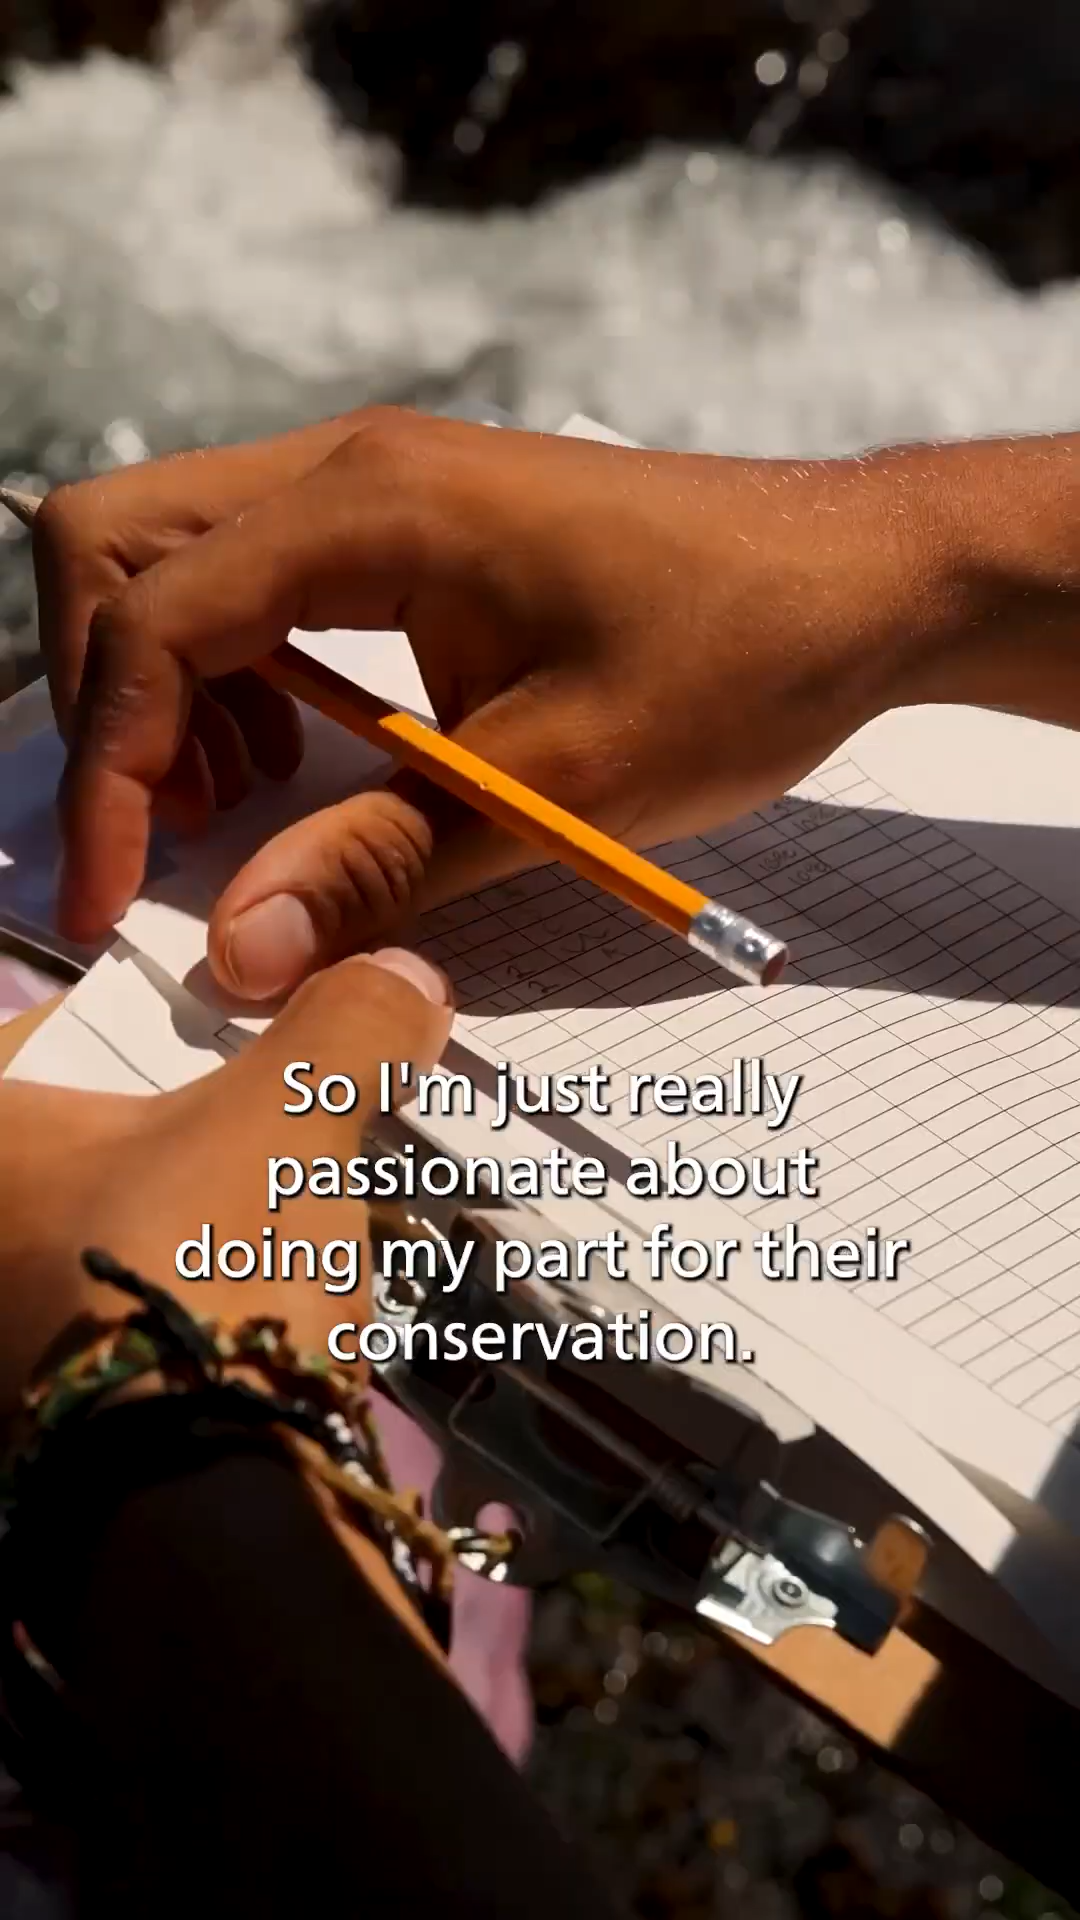 So I'm just really
passionate about
doing my part for their
conservation.